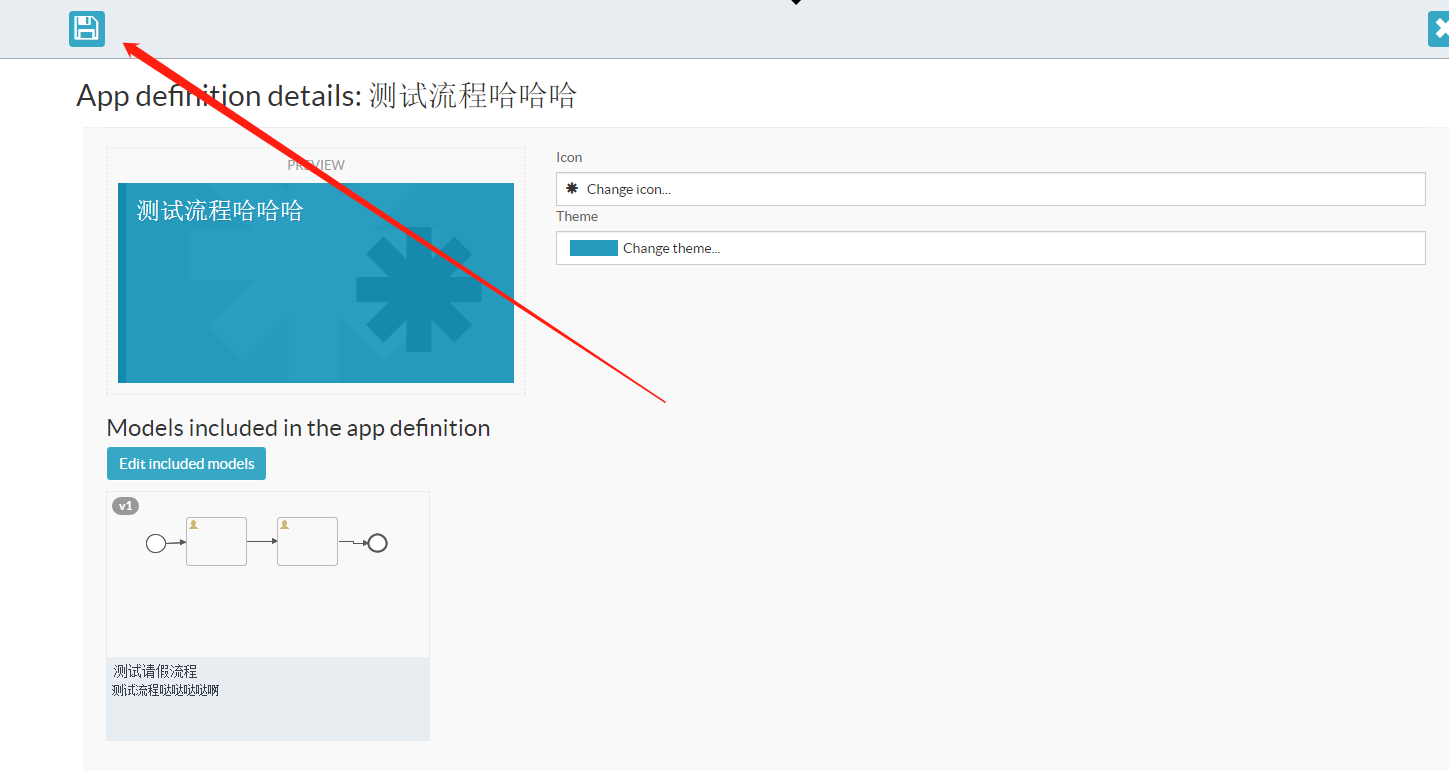 App definition details: 测试流程哈哈哈
PREVIEW
测试流程哈哈哈
Icon
Change icon...
Theme
Change theme...
Models included in the app definition
Edit included models
v1
测试请假流程
测试流程哒哒哒哒啊